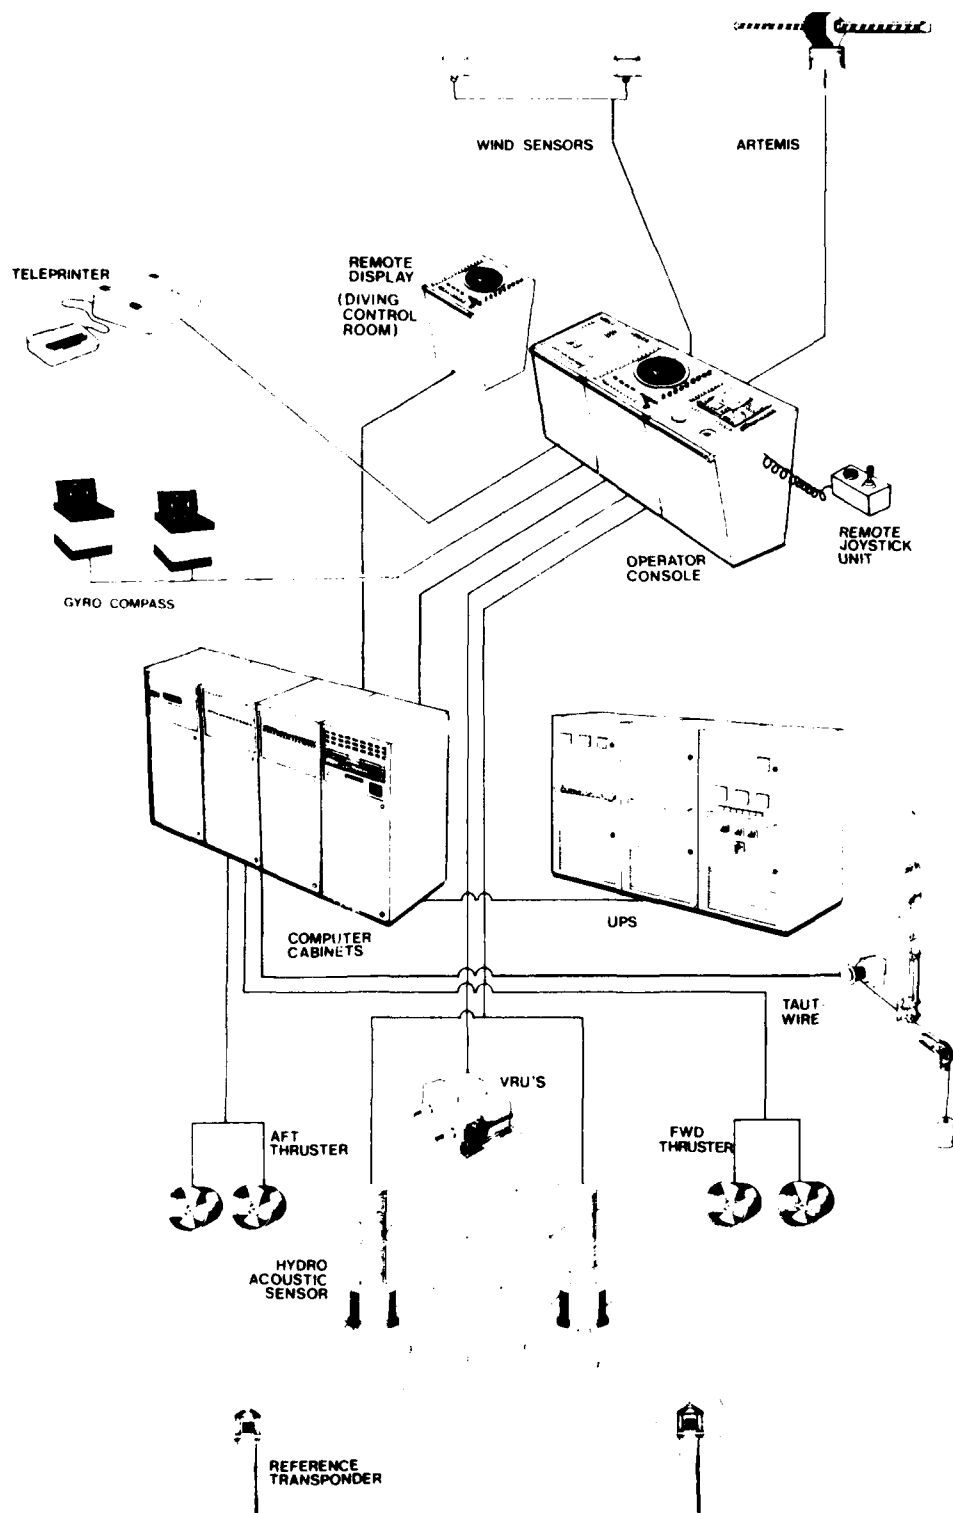 WIND SENSORS
ARTEMIS
TELEPRINTER
REMOTE
DISPLAY
(DIVING
CONTROL
ROOM)
REMOTE
JOYSTICK
UNIT
OPERATOR
CONSOLE
GYRO COMPASS
COMPUTER
CABINETS
UPS
TAUT
WIRE
VRU'S
AFT
THRUSTER
FWD
THRUSTER
HYDRO
ACOUSTIC
SENSOR
REFERENCE
TRANSPONDER